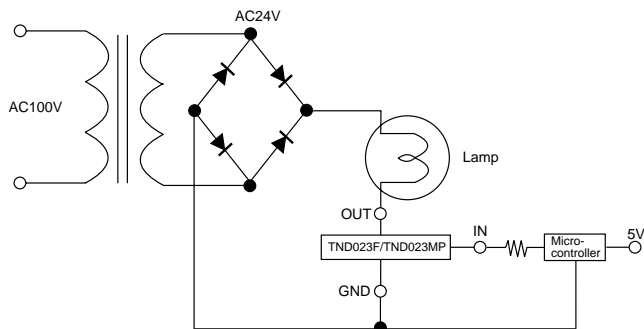 AC24V
AC100V
Lamp
OUT
IN
5V
TND023F/TND023MP
Micro-
controller
GND